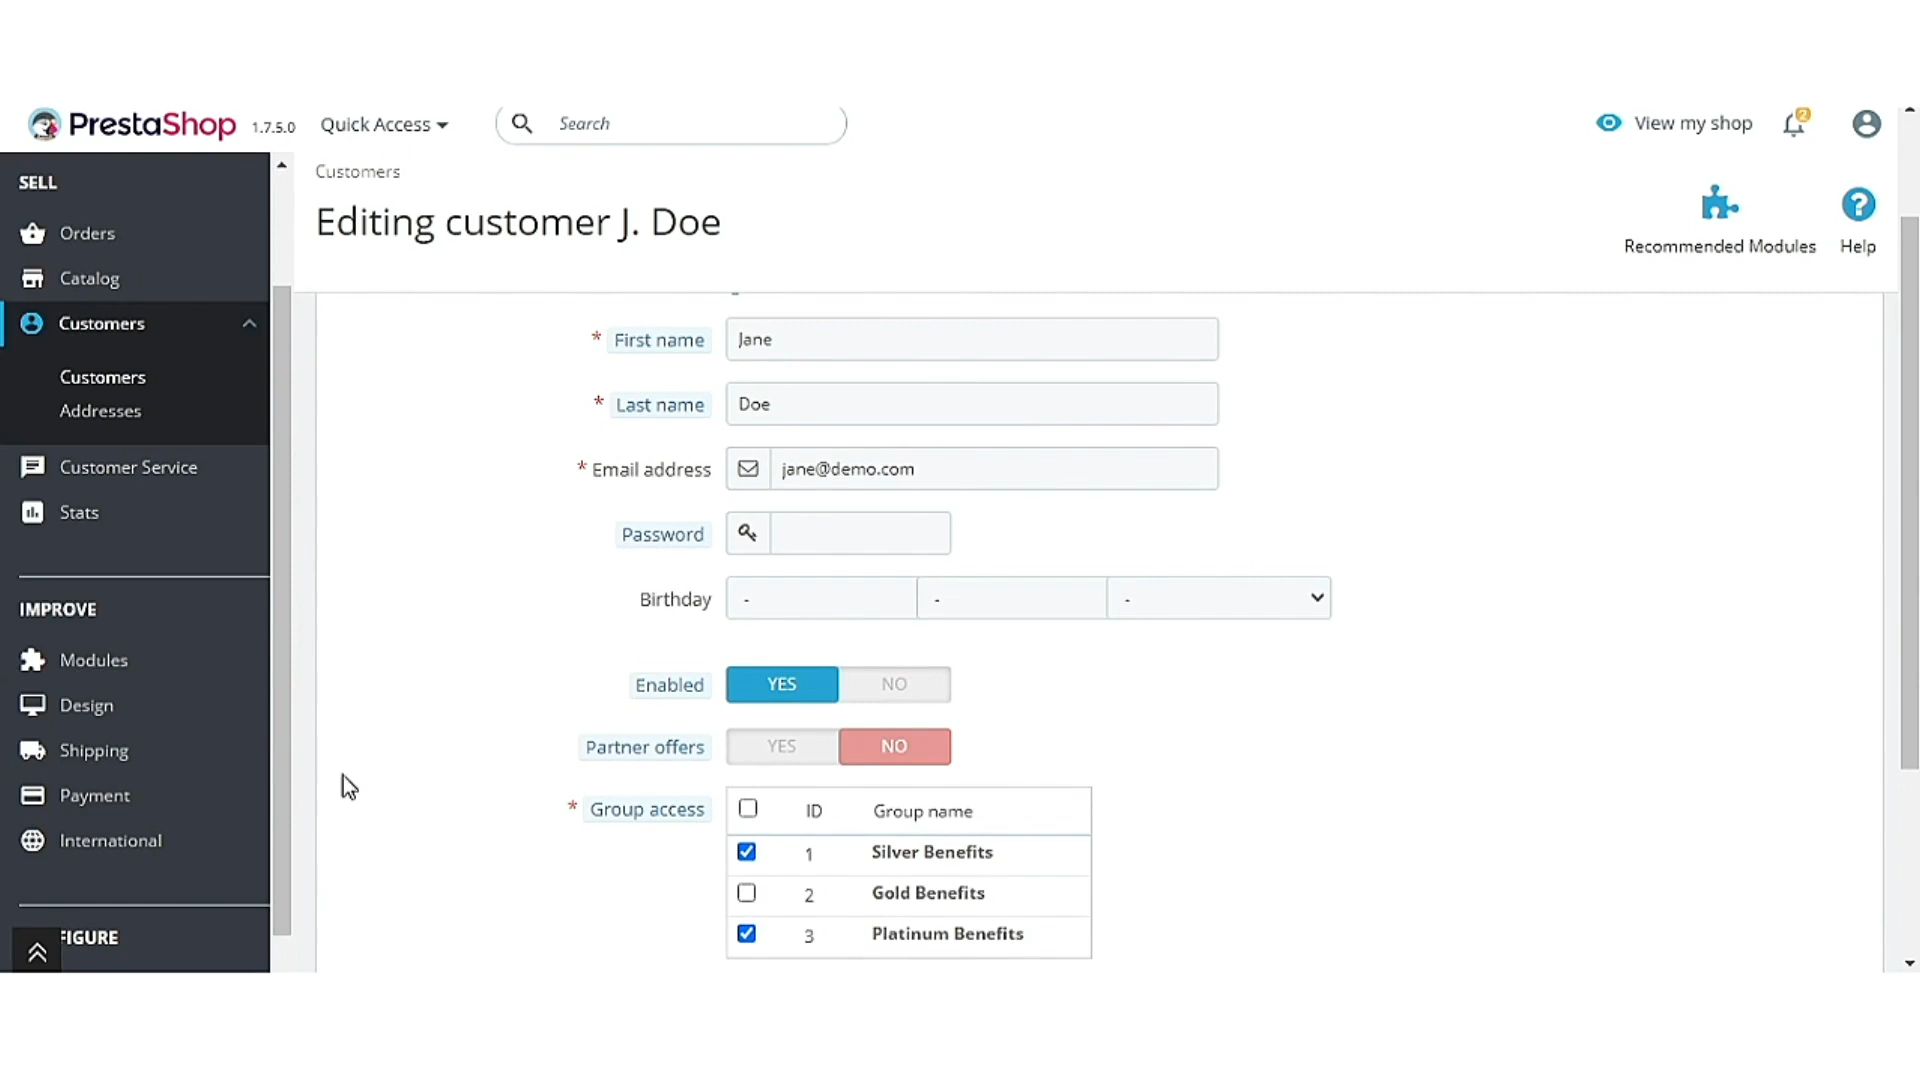 PrestaShop 1.7.5.0 Quick Access Search View my shop 2
SELL
Orders
Catalog
Customers
Customers
Addresses
Customer Service
Stats
IMPROVE
Modules
Design
Shipping
Payment
International
FIGURE
Customers
Editing customer J. Doe
Recommended Modules Help
* First name Jane
* Last name Doe
* Email address jane@demo.com
Password
Birthday - - -
Enabled YES NO
Partner offers YES NO
* Group access ID Group name
1 Silver Benefits
2 Gold Benefits
3 Platinum Benefits